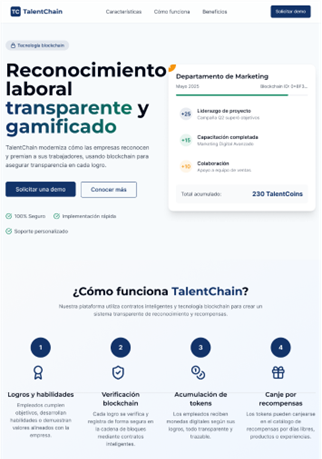 TC TalentChain
Características
Cómo funciona
Beneficios
Solicitar demo
Tecnología blockchain
Reconocimiento
laboral
transparente y
gamificado
TalentChain moderniza cómo las empresas reconocen
y premian a sus trabajadores, usando blockchain para
asegurar transparencia en cada logro.
Solicitar una demo
Conocer más
100% Seguro
Implementación rápida
Soporte personalizado
Departamento de Marketing
Mayo 2025
Blockchain ID:
+25
Liderazgo de proyecto
Campaña Q2 superó objetivos
+15
Capacitación completada
Marketing Digital Avanzado
+10
Colaboración
Apoyo a equipo de ventas
Total acumulado:
230 TalentCoins
¿Cómo funciona TalentChain?
Nuestra plataforma utiliza contratos inteligentes y tecnología blockchain para crear un
sistema transparente de reconocimiento y recompensas.
1
Logros y habilidades
Empleados cumplen
objetivos, desarrollan
habilidades o demuestran
valores alineados con la
empresa.
2
Verificación
blockchain
Cada logro se verifica y
registra de forma segura en
la cadena de bloques
mediante contratos
inteligentes.
3
Acumulación de
tokens
Los empleados reciben
monedas digitales según sus
logros, todo transparente y
trazable.
4
Canje por
recompensas
Los tokens pueden canjearse
en el catálogo de
recompensas por días libres,
productos o experiencias.